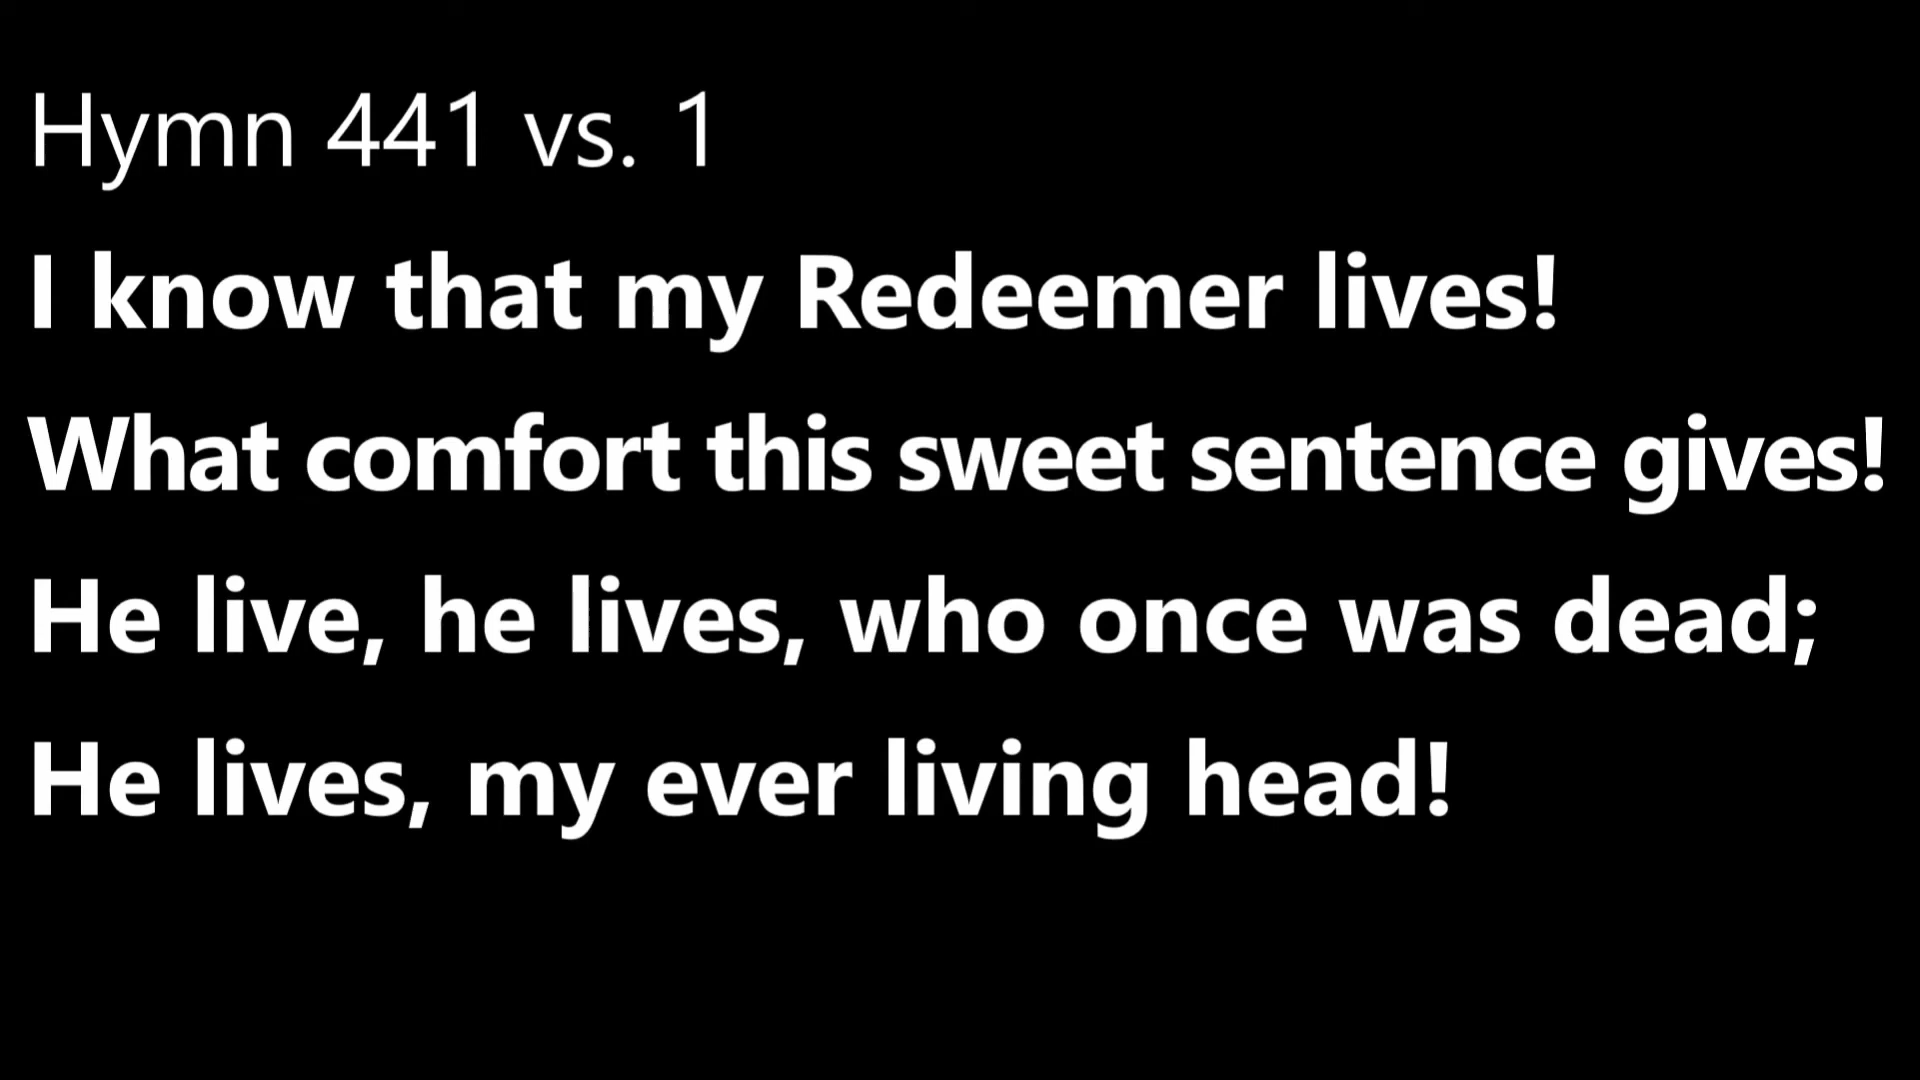 Hymn 441 vs. 1
I know that my Redeemer lives!
What comfort this sweet sentence gives!
He live, he lives, who once was dead;
He lives, my ever living head!